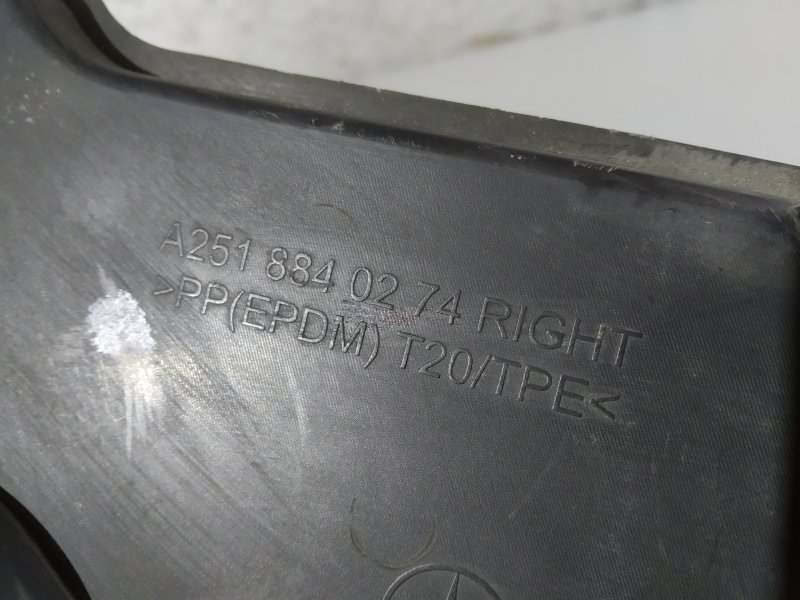 A251 884 02 74 RIGHT
>PP(EPDM) T20/TPE<